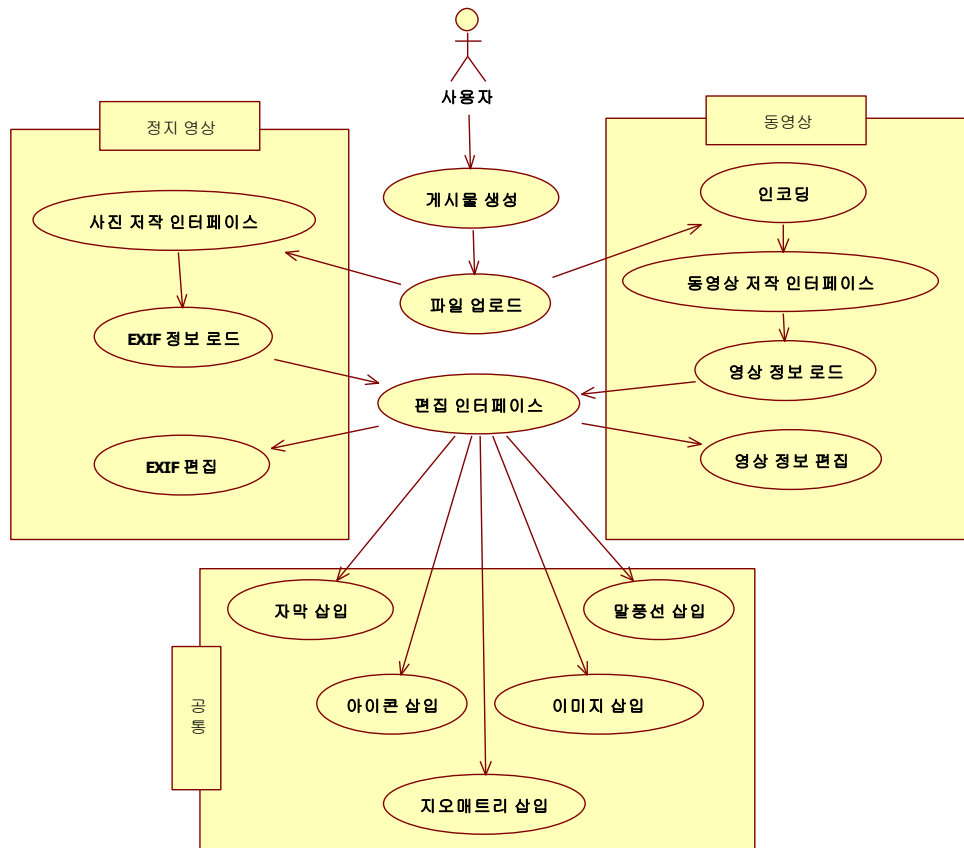 사용자
정지 영상
동영상
게시물 생성
인코딩
사진 저작 인터페이스
동영상 저작 인터페이스
파일 업로드
EXIF 정보 로드
영상 정보 로드
편집 인터페이스
EXIF 편집
영상 정보 편집
자막 삽입
말풍선 삽입
공
통
아이콘 삽입
이미지 삽입
지오매트리 삽입